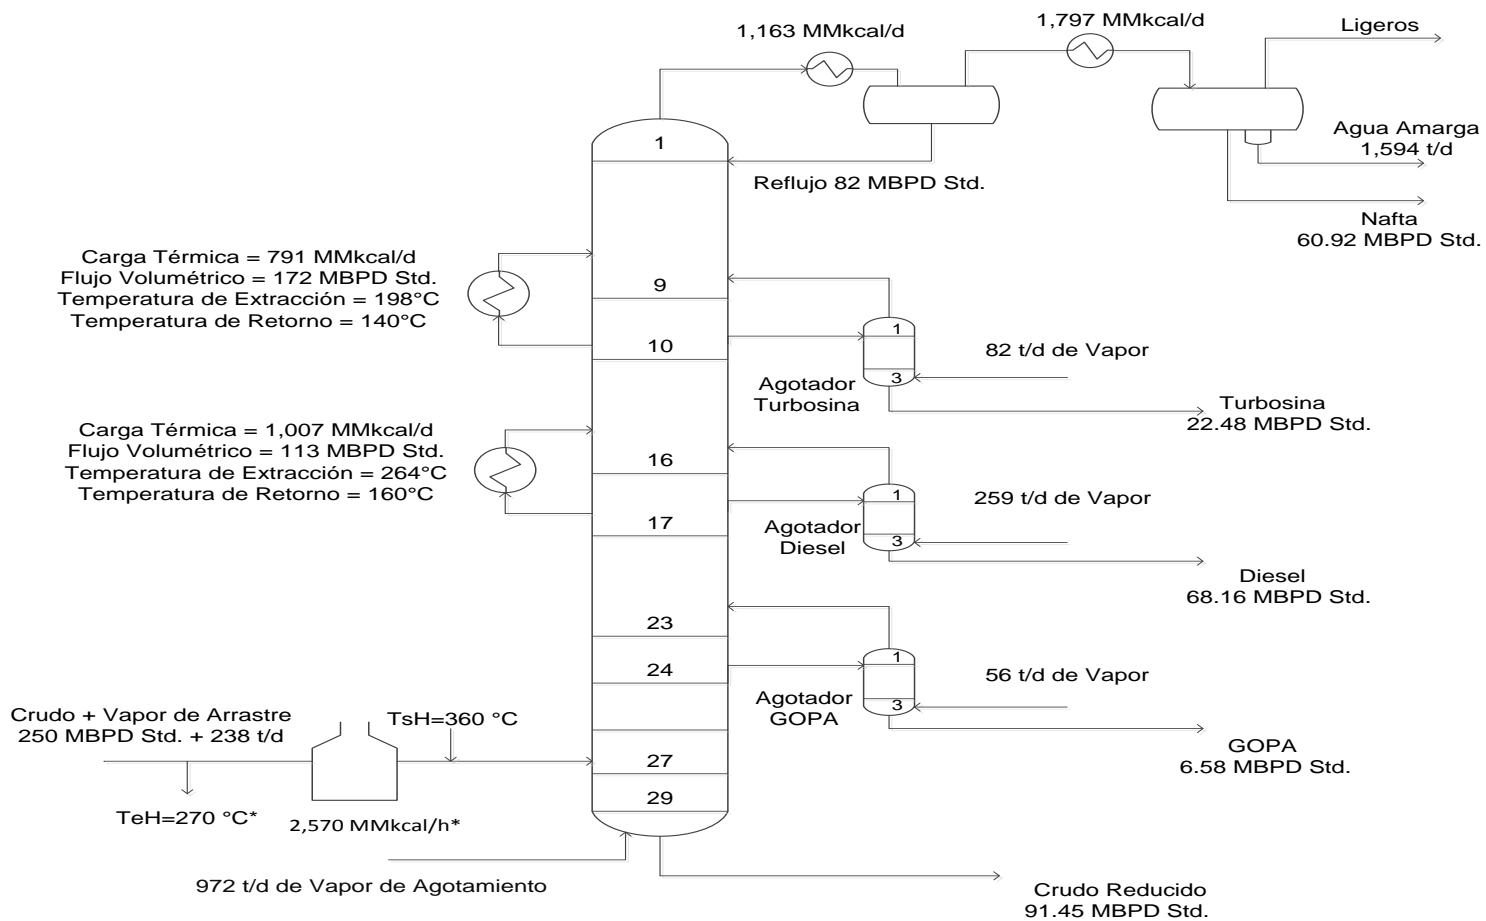 1,163 MMkcal/d
1,797 MMkcal/d
Ligeros
Agua Amarga
1,594 t/d
Nafta
60.92 MBPD Std.
1
Reflujo 82 MBPD Std.
Carga Térmica = 791 MMkcal/d
Flujo Volumétrico = 172 MBPD Std.
Temperatura de Extracción = 198°C
Temperatura de Retorno = 140°C
9
10
1
3
82 t/d de Vapor
Agotador
Turbosina
Turbosina
22.48 MBPD Std.
Carga Térmica = 1,007 MMkcal/d
Flujo Volumétrico = 113 MBPD Std.
Temperatura de Extracción = 264°C
Temperatura de Retorno = 160°C
16
17
1
3
259 t/d de Vapor
Agotador
Diesel
Diesel
68.16 MBPD Std.
23
24
1
3
56 t/d de Vapor
Agotador
GOPA
GOPA
6.58 MBPD Std.
Crudo + Vapor de Arrastre
250 MBPD Std. + 238 t/d
TsH=360 °C
TeH=270 °C*
2,570 MMkcal/h*
27
29
972 t/d de Vapor de Agotamiento
Crudo Reducido
91.45 MBPD Std.